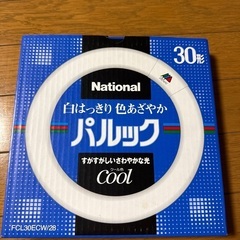 30形
National
白はっきり 色あざやか
パルック
すがすがしいさわやかな光
クール色
Cool
FCL30ECW/28